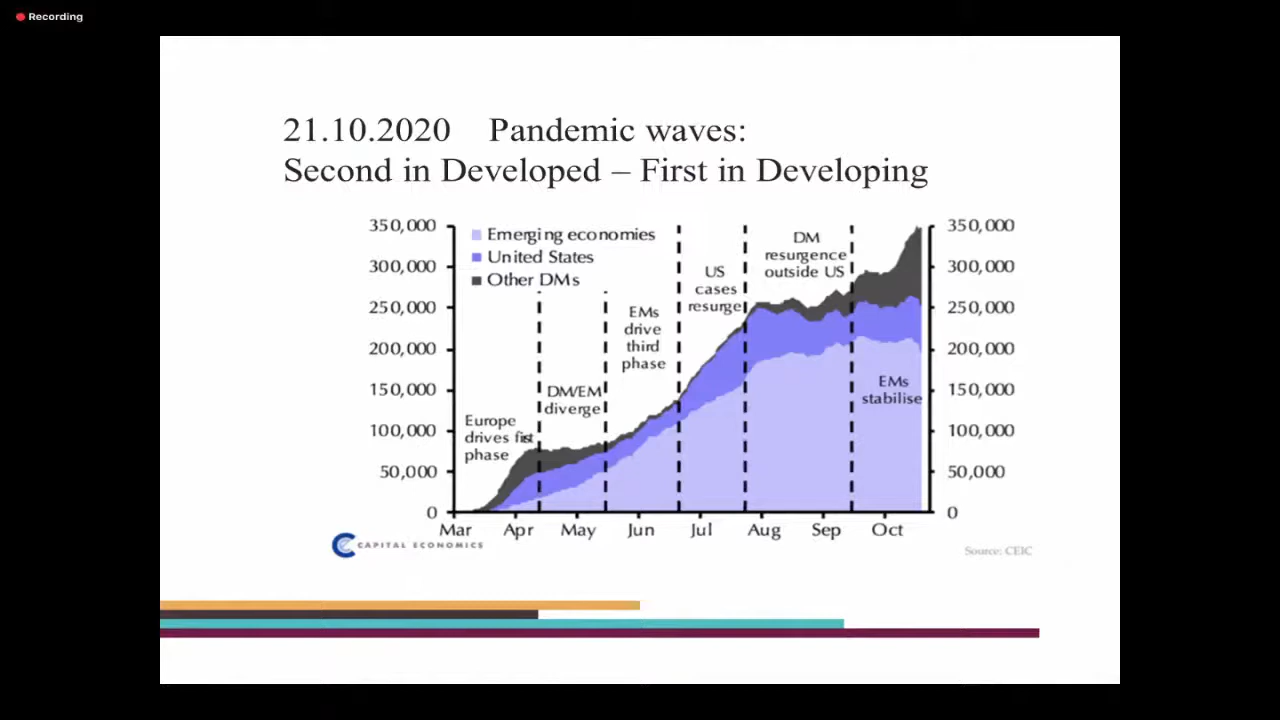 Recording
21.10.2020 Pandemic waves:
Second in Developed – First in Developing
350,000
300,000
250,000
200,000
150,000
100,000
50,000
0
Emerging economies
United States
Other DMs
Europe
drives first
phase
DM/EM
diverge
EMs
drive
third
phase
US
cases
resurge
DM
resurgence
outside US
EMs
stabilise
350,000
300,000
250,000
200,000
150,000
100,000
50,000
0
Mar Apr May Jun Jul Aug Sep Oct
CAPITAL ECONOMICS
Source: CEIC